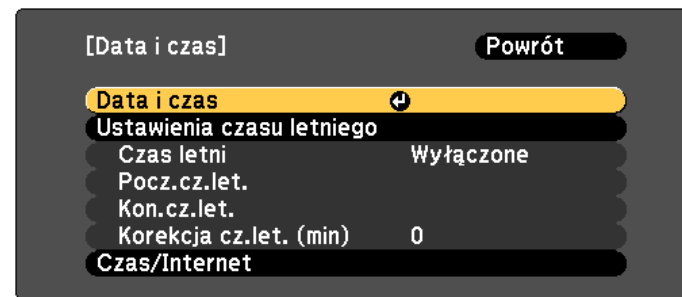 [Data i czas] Powrót
Data i czas
Ustawienia czasu letniego
Czas letni Wyłączone
Pocz.cz.let.
Kon.cz.let.
Korekcja cz.let. (min) 0
Czas/Internet